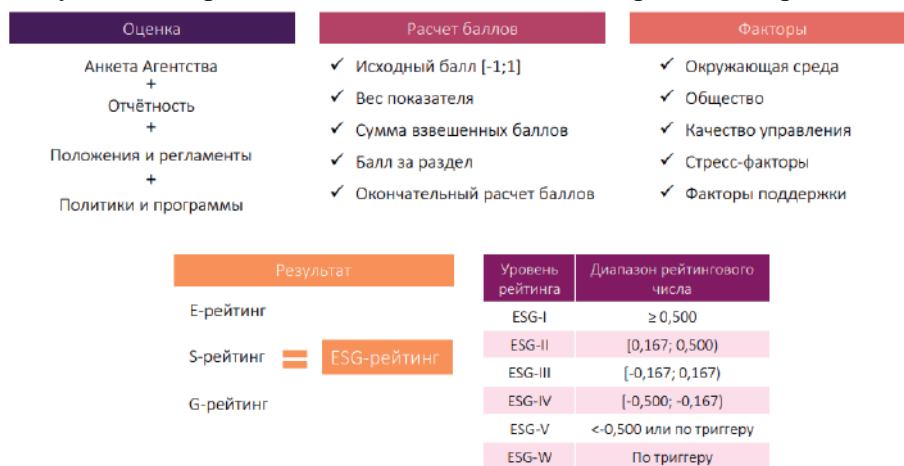 Оценка
Анкета Агентства
+
Отчётность
+
Положения и регламенты
+
Политики и программы
Расчет баллов
✓ Исходный балл [-1;1]
✓ Вес показателя
✓ Сумма взвешенных баллов
✓ Балл за раздел
✓ Окончательный расчет баллов
Факторы
✓ Окружающая среда
✓ Общество
✓ Качество управления
✓ Стресс-факторы
✓ Факторы поддержки
Результат
E-рейтинг
S-рейтинг = ESG-рейтинг
G-рейтинг
Уровень рейтинга Диапазон рейтингового числа
ESG-I ≥ 0,500
ESG-II [0,167; 0,500)
ESG-III [-0,167; 0,167)
ESG-IV [-0,500; -0,167)
ESG-V <-0,500 или по триггеру
ESG-W По триггеру